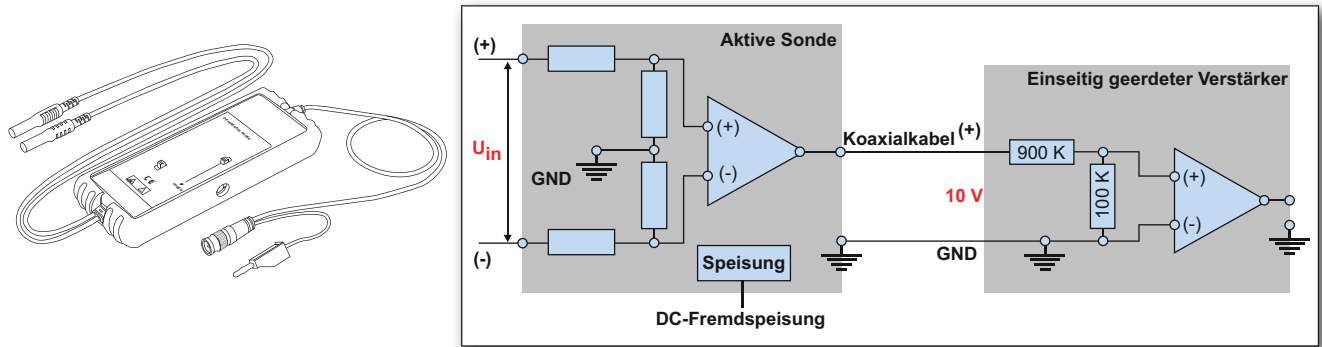 Aktive Sonde
(+)
Einseitig geerdeter Verstärker
(+)
Koaxialkabel
(+)
900 K
(+)
U in
GND
(-)
10 V
100 K
(-)
(-)
Speisung
GND
DC-Fremdspeisung